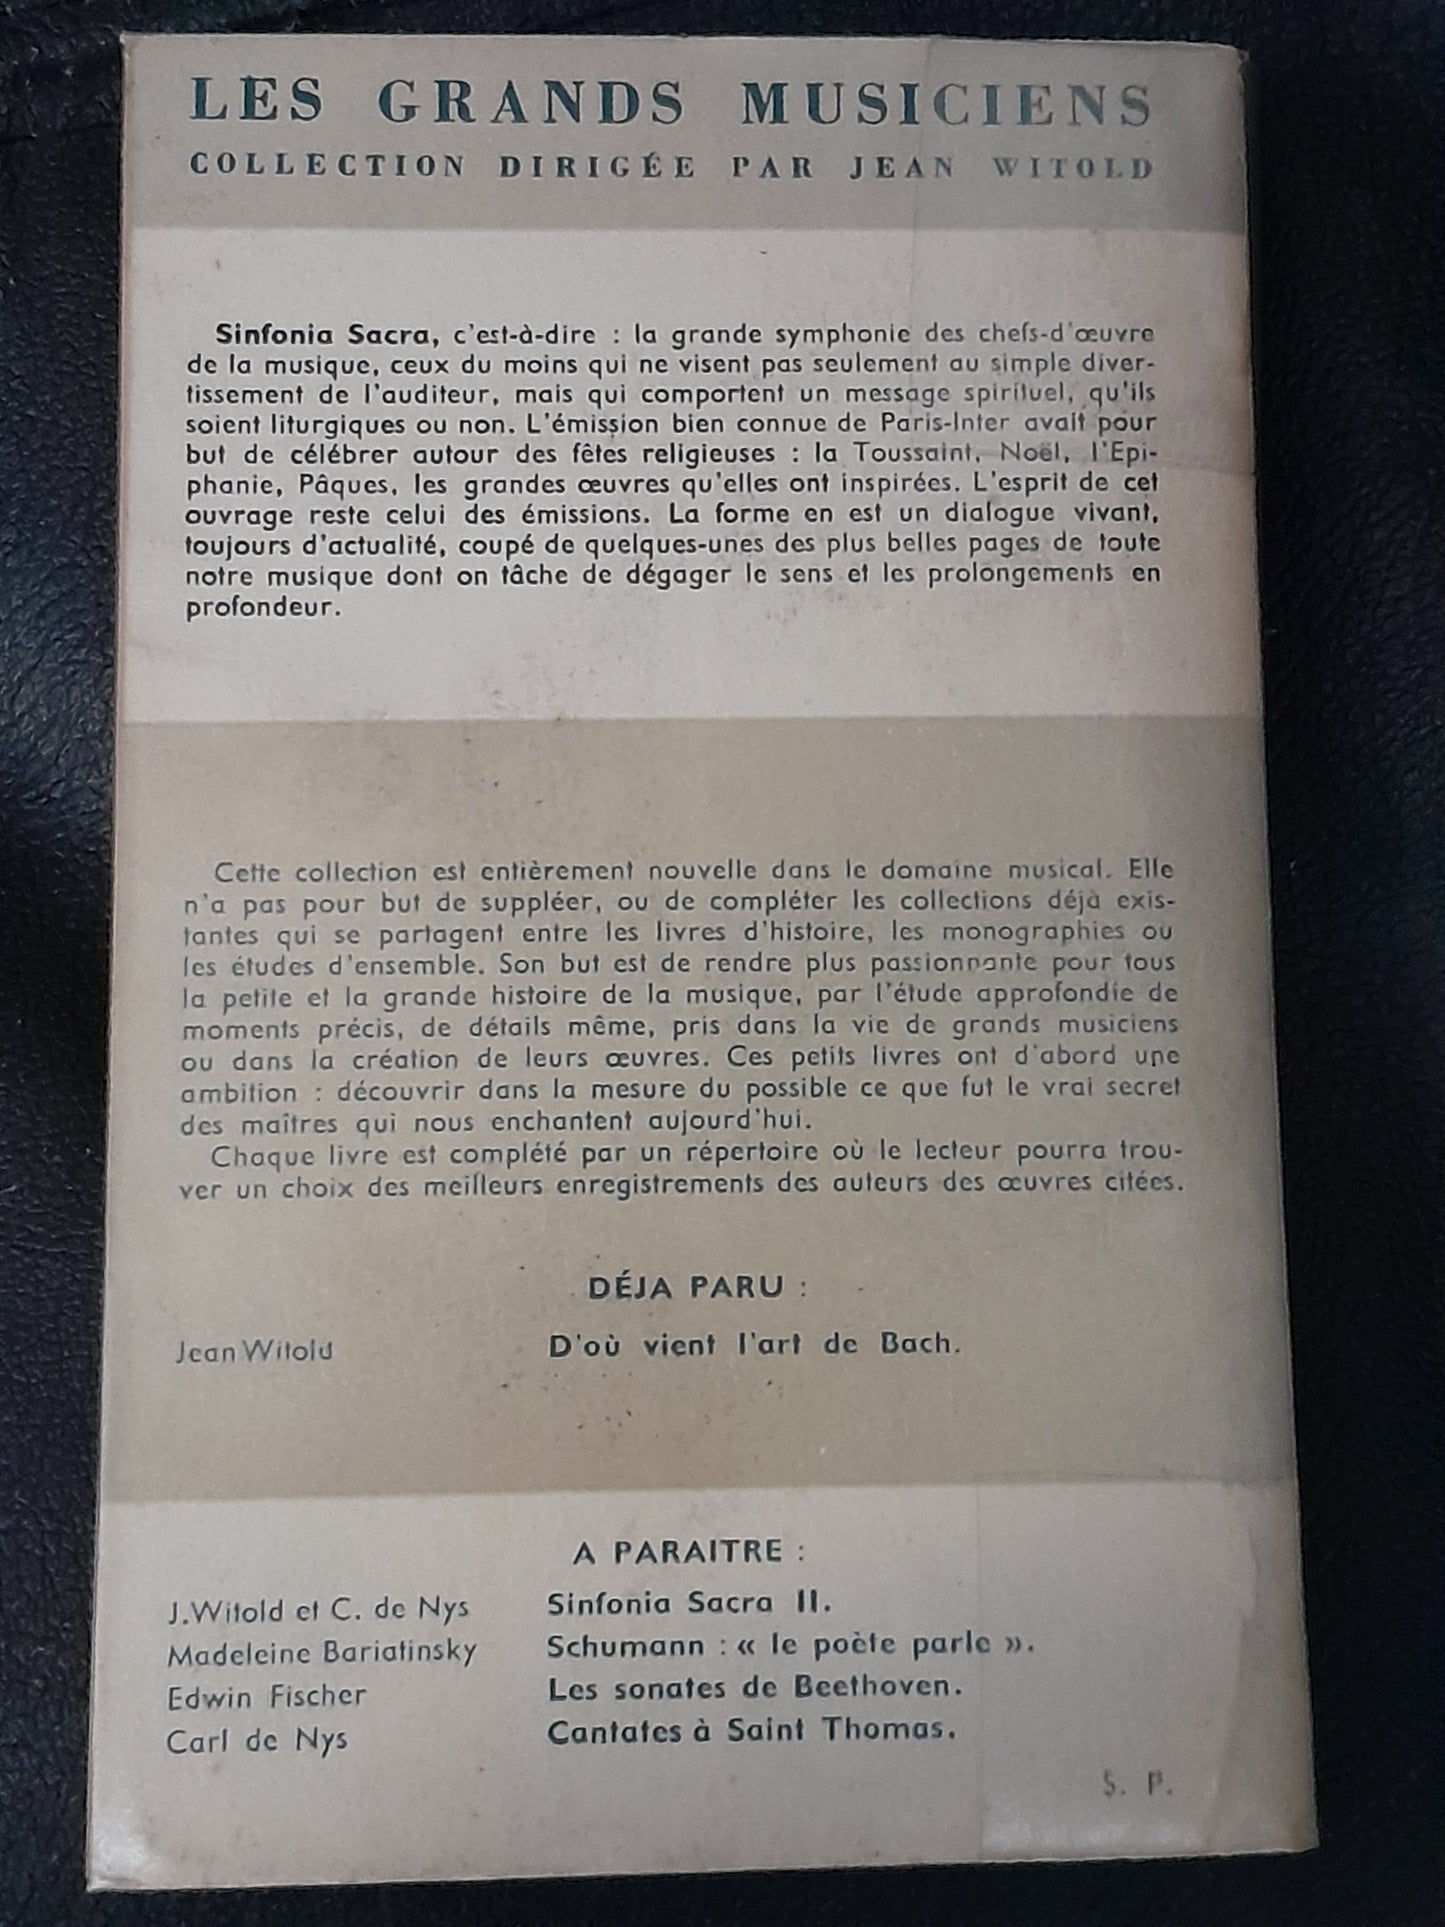 LES GRANDS MUSICIENS
COLLECTION DIRIGÉE PAR JEAN WITOLD
Sinfonia Sacra, c'est-à-dire : la grande symphonie des chefs-d'œuvre
de la musique, ceux du moins qui ne visent pas seulement au simple diver-
tissement de l'auditeur, mais qui comportent un message spirituel, qu'ils
soient liturgiques ou non. L'émission bien connue de Paris-Inter avait pour
but de célébrer autour des fêtes religieuses : la Toussaint, Noël, l'Epi-
phanie, Pâques, les grandes œuvres qu'elles ont inspirées. L'esprit de cet
ouvrage reste celui des émissions. La forme en est un dialogue vivant,
toujours d'actualité, coupé de quelques-unes des plus belles pages de toute
notre musique dont on tâche de dégager le sens et les prolongements en
profondeur.
Cette collection est entièrement nouvelle dans le domaine musical. Elle
n'a pas pour but de suppléer, ou de compléter les collections déjà exis-
tantes qui se partagent entre les livres d'histoire, les monographies ou
les études d'ensemble. Son but est de rendre plus passionnante pour tous
la petite et la grande histoire de la musique, par l'étude approfondie de
moments précis, de détails même, pris dans la vie de grands musiciens
ou dans la création de leurs œuvres. Ces petits livres ont d'abord une
ambition : découvrir dans la mesure du possible ce que fut le vrai secret
des maîtres qui nous enchantent aujourd'hui.
Chaque livre est complété par un répertoire où le lecteur pourra trou-
ver un choix des meilleurs enregistrements des auteurs des œuvres citées.
DÉJA PARU :
Jean Witold D'où vient l'art de Bach.
A PARAITRE :
J.Witold et C. de Nys Sinfonia Sacra II.
Madeleine Bariatinsky Schumann : « le poète parle ».
Edwin Fischer Les sonates de Beethoven.
Carl de Nys Cantates à Saint Thomas.
S. P.